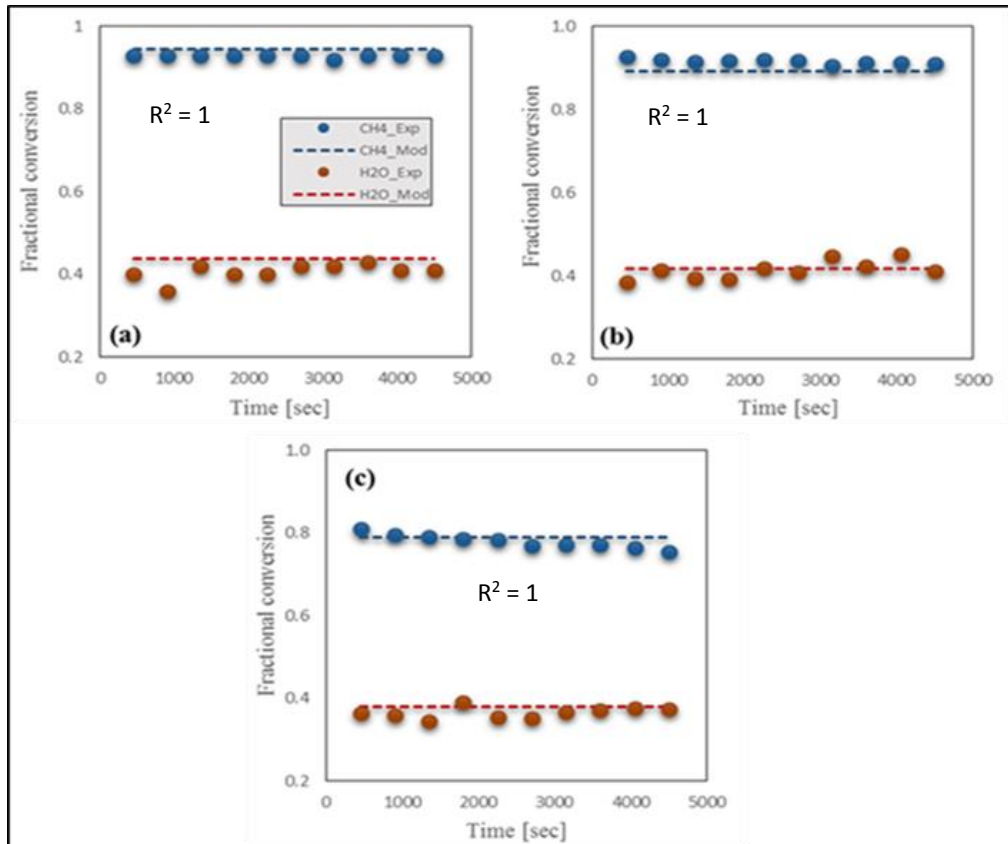 Fractional conversion
1
0.8
0.6
0.4
0.2
R² = 1
CH4_Exp
CH4_Mod
H2O_Exp
H2O_Mod
(a)
0 1000 2000 3000 4000 5000
Time [sec]
Fractional conversion
1.0
0.8
0.6
0.4
0.2
R² = 1
(b)
0 1000 2000 3000 4000 5000
Time [sec]
Fractional conversion
1.0
0.8
0.6
0.4
0.2
(c)
R² = 1
0 1000 2000 3000 4000 5000
Time [sec]